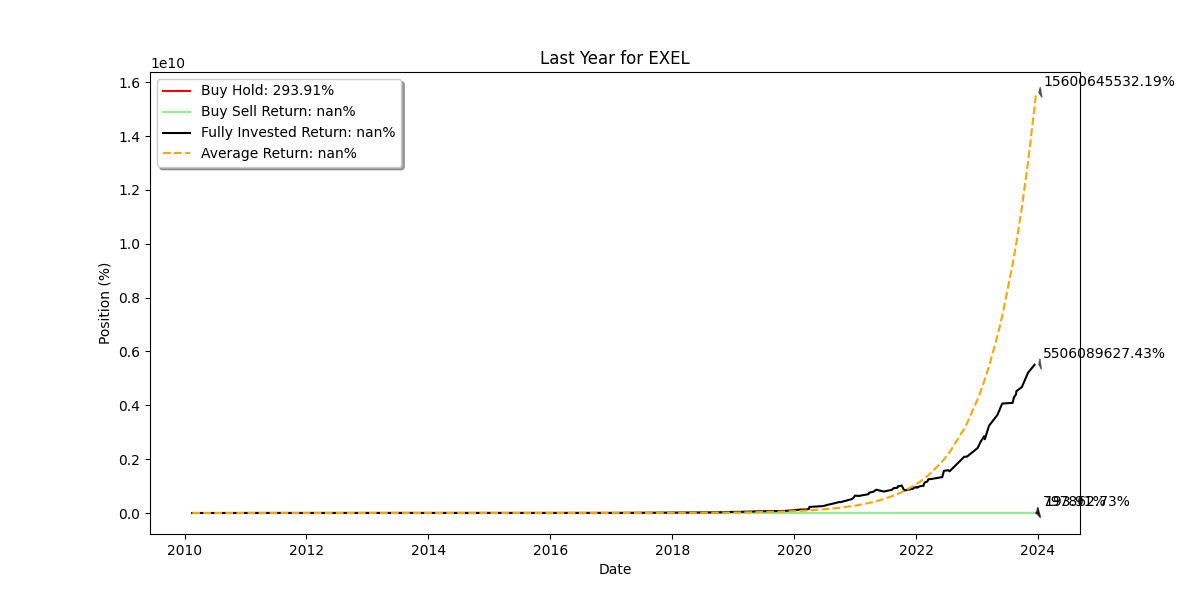 Last Year for EXEL
1e10
15600645532.19%
Buy Hold: 293.91%
Buy Sell Return: nan%
Fully Invested Return: nan%
Average Return: nan%
1.6
1.4
1.2
1.0
0.8
0.6
0.4
0.2
0.0
Position (%)
5506089627.43%
2010
2012
2014
2016
2018
2020
2022
2024
Date